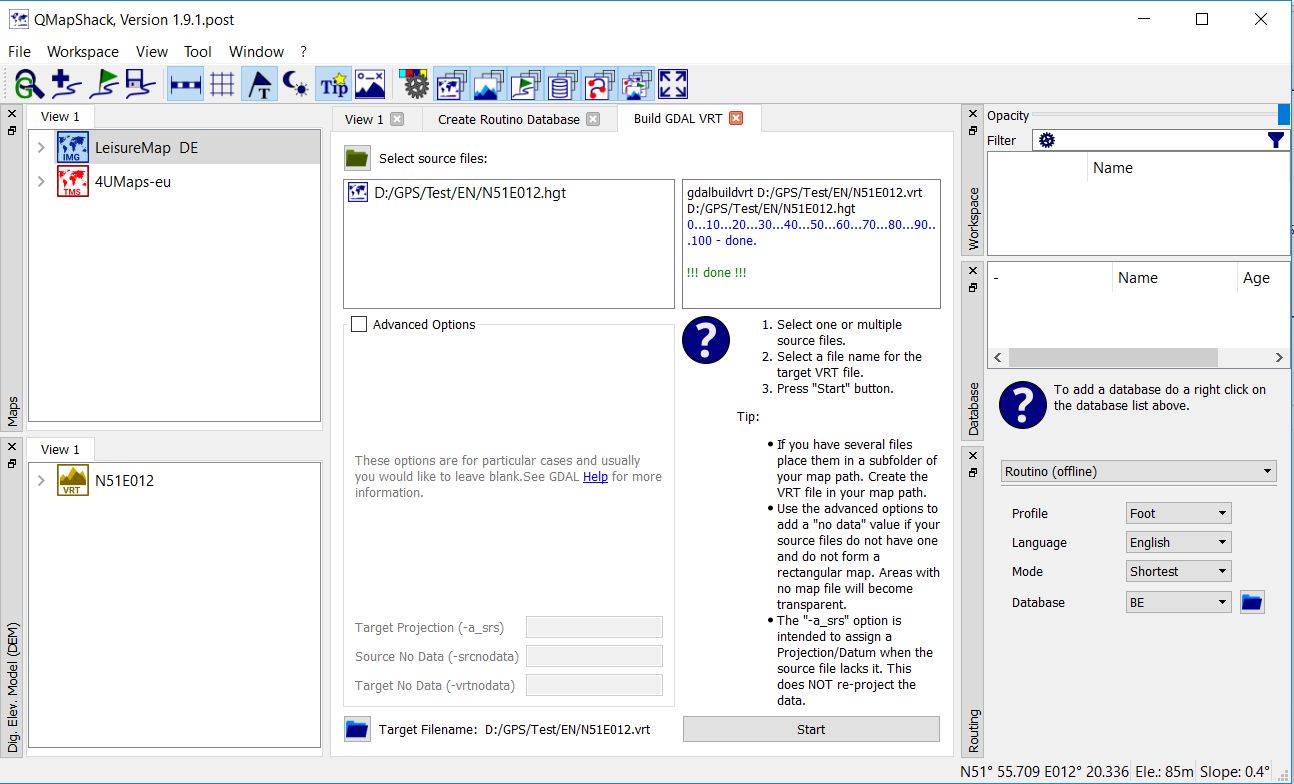 QMapShack, Version 1.9.1.post
File Workspace View Tool Window ?
Tip
View 1
LeisureMap DE
IMG
4UMaps-eu
TMS
Maps
View 1
N51E012
VRT
Dig. Elev. Model (DEM)
View 1
Create Routino Database
Build GDAL VRT
Select source files:
D:/GPS/Test/EN/N51E012.hgt
gdalbuildvrt D:/GPS/Test/EN/N51E012.vrt
D:/GPS/Test/EN/N51E012.hgt
0...10...20...30...40...50...60...70...80...90..
.100 - done.
!!! done !!!
Advanced Options
These options are for particular cases and usually
you would like to leave blank.See GDAL Help for more
information.
Target Projection (-a_srs)
Source No Data (-srcnodata)
Target No Data (-vrtnodata)
Target Filename: D:/GPS/Test/EN/N51E012.vrt
?
1. Select one or multiple
source files.
2. Select a file name for the
target VRT file.
3. Press "Start" button.
Tip:
• If you have several files
place them in a subfolder of
your map path. Create the
VRT file in your map path.
• Use the advanced options to
add a "no data" value if your
source files do not have one
and do not form a
rectangular map. Areas with
no map file will become
transparent.
• The "-a_srs" option is
intended to assign a
Projection/Datum when the
source file lacks it. This
does NOT re-project the
data.
Start
Opacity
Filter
Name
Workspace
- Name Age
Database
?
To add a database do a right click on
the database list above.
Routino (offline)
Profile Foot
Language English
Mode Shortest
Database BE
Routing
N51° 55.709 E012° 20.336 Ele.: 85m Slope: 0.4°